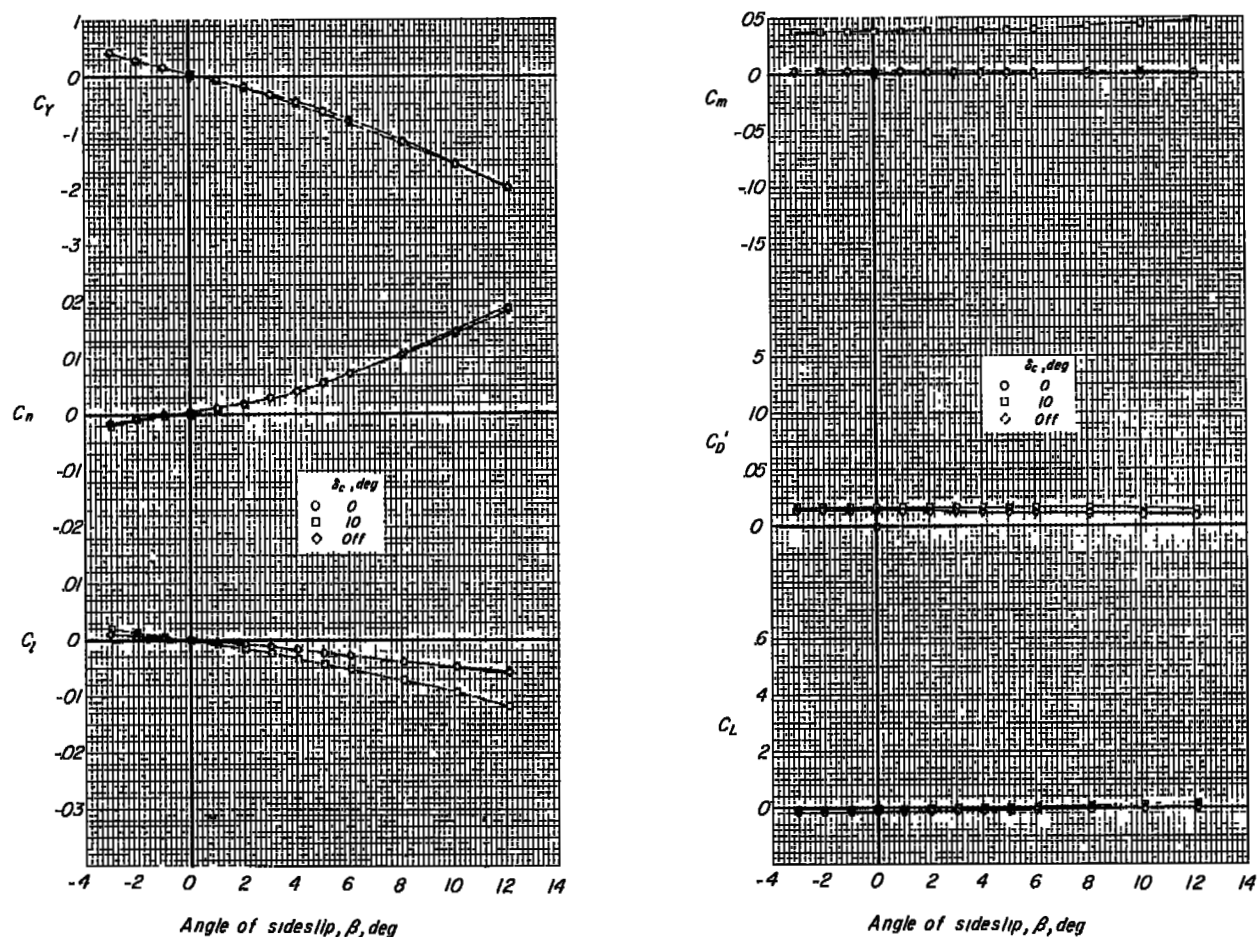 1
0
C_Y
-1
-2
-3
02
.01
C_n
0
-.01
-.02
δ_c, deg
○ 0
□ 10
◇ Off
.01
C_l
0
-.01
-.02
-.03
-4 -2 0 2 4 6 8 10 12 14
Angle of sideslip, β, deg
.05
0
C_m
-.05
-.10
-.15
5
10
C_D'
.05
0
δ_c, deg
○ 0
□ 10
◇ Off
.6
4
C_L
2
0
-4 -2 0 2 4 6 8 10 12 14
Angle of sideslip, β, deg